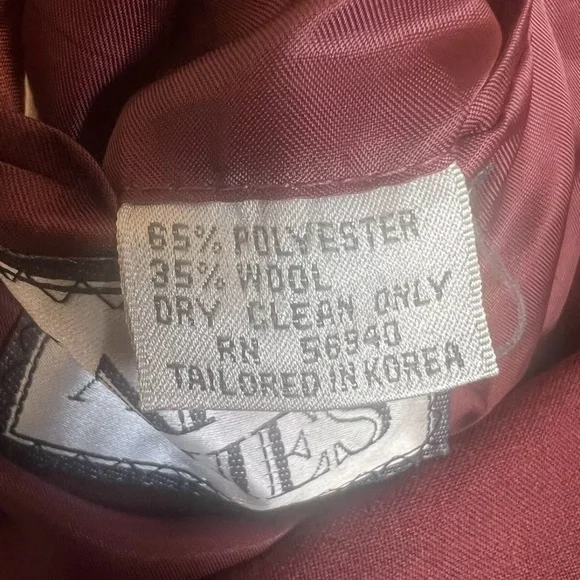 65% POLYESTER
35% WOOL
DRY CLEAN ONLY
RN 56940
TAILORED IN KOREA